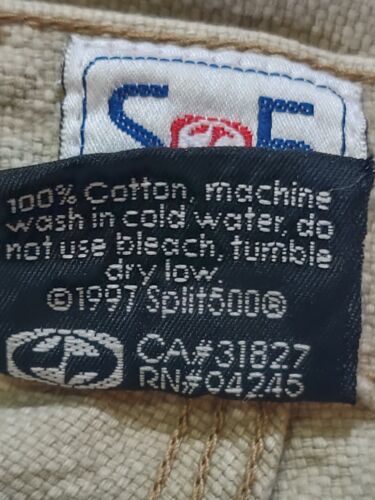 S E
100% Cotton, machine
wash in cold water, do
not use bleach, tumble
dry low.
©1997 Split500®
CA#31827
RN#04245